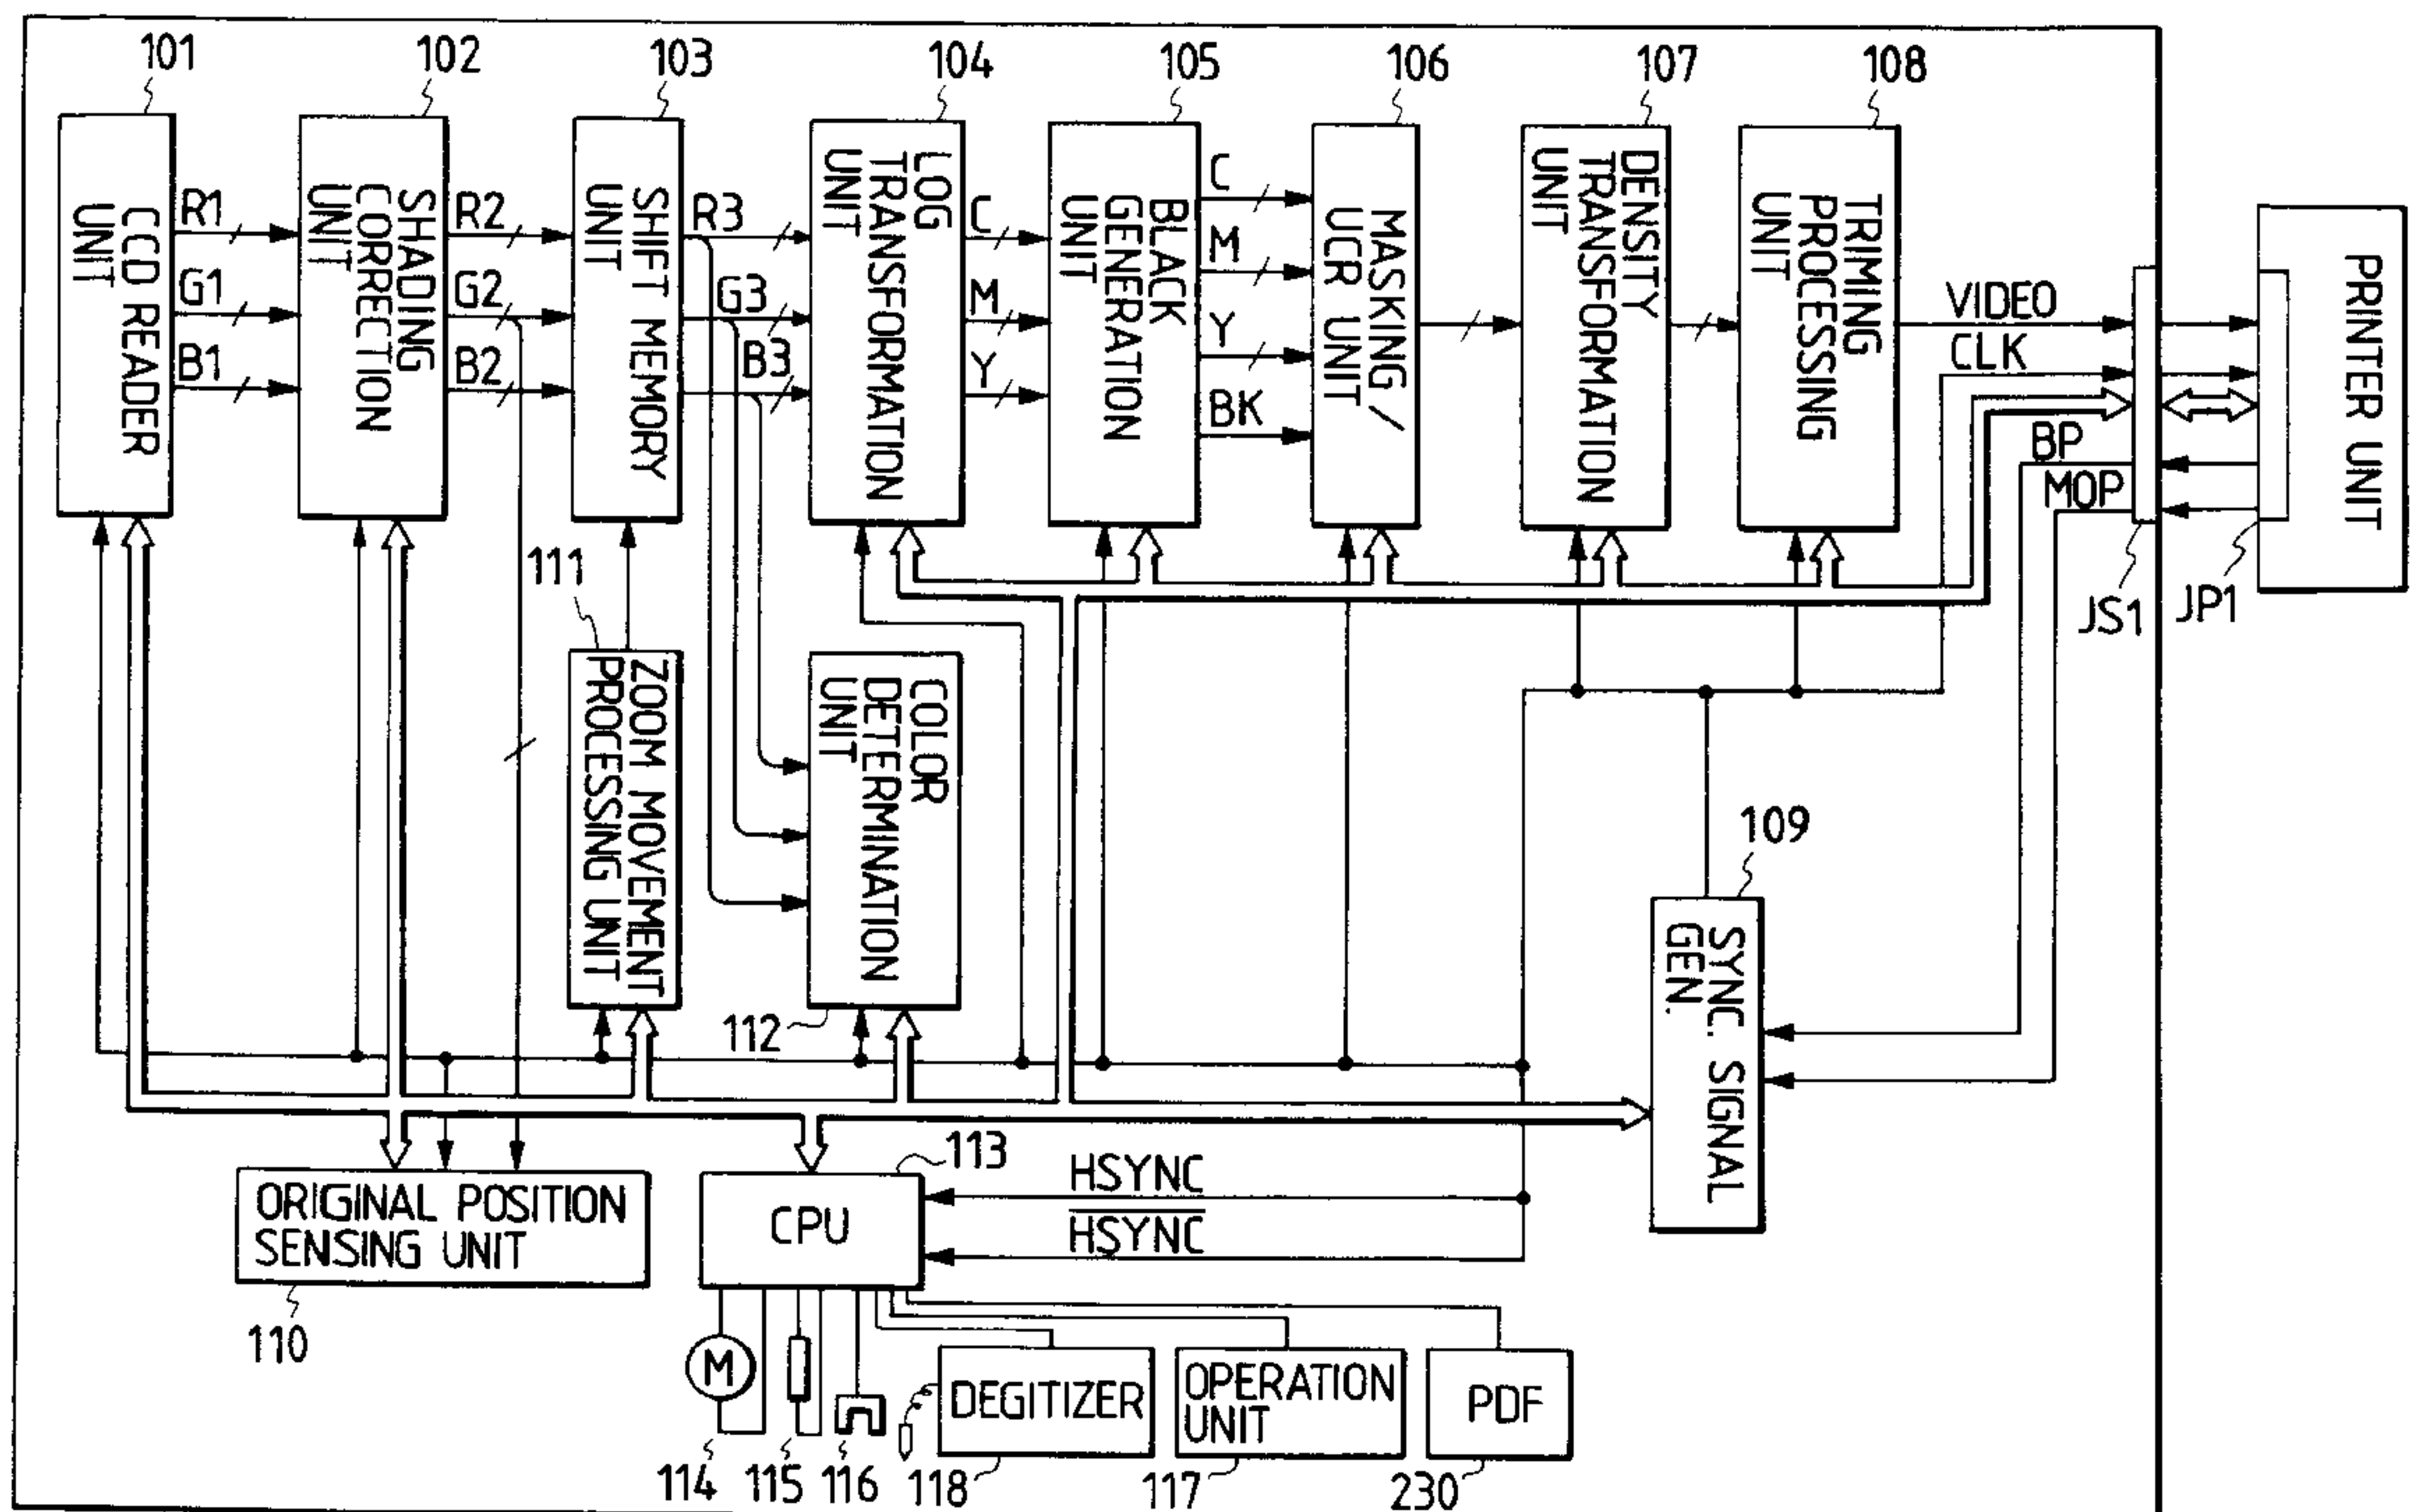 101
102
103
104
105
106
107
108
CCD READER
UNIT
R1
G1
B1
SHADING
CORRECTION
UNIT
R2
G2
B2
SHIFT MEMORY
UNIT
R3
G3
B3
LOG
TRANSFORMATION
UNIT
C
M
Y
BLACK
GENERATION
UNIT
C
M
Y
BK
MASKING /
UCR UNIT
DENSITY
TRANSFORMATION
UNIT
TRIMING
PROCESSING
UNIT
VIDEO
CLK
BP
MOP
JS1
JP1
PRINTER UNIT
111
ZOOM MOVEMENT
PROCESSING UNIT
COLOR
DETERMINATION
UNIT
112
109
SYNC. SIGNAL
GEN.
ORIGINAL POSITION
SENSING UNIT
110
113
CPU
HSYNC
HSYNC
M
114
115
116
DEGITIZER
118
OPERATION
UNIT
117
PDF
230